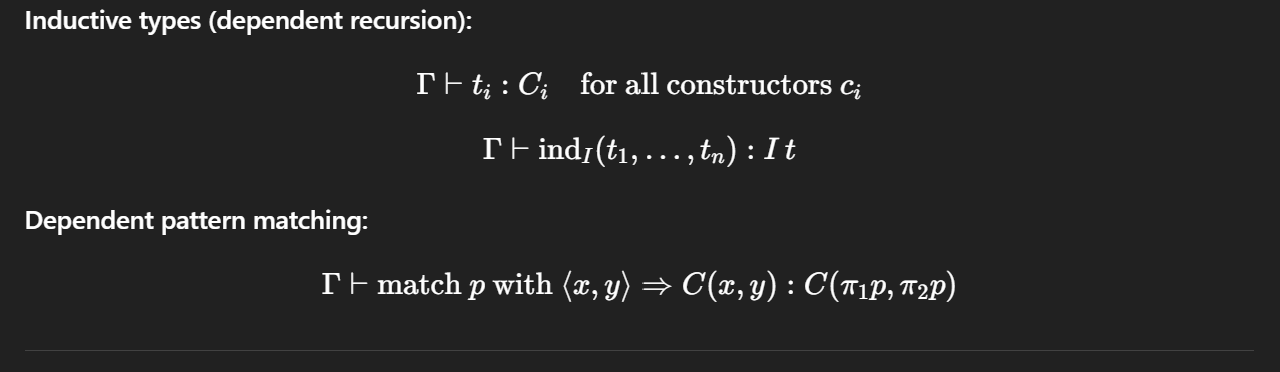 Inductive types (dependent recursion):
Γ ⊢ tᵢ : Cᵢ for all constructors cᵢ
Γ ⊢ ind_I(t₁, …, tₙ) : I t
Dependent pattern matching:
Γ ⊢ match p with ⟨x, y⟩ ⇒ C(x, y) : C(π₁p, π₂p)